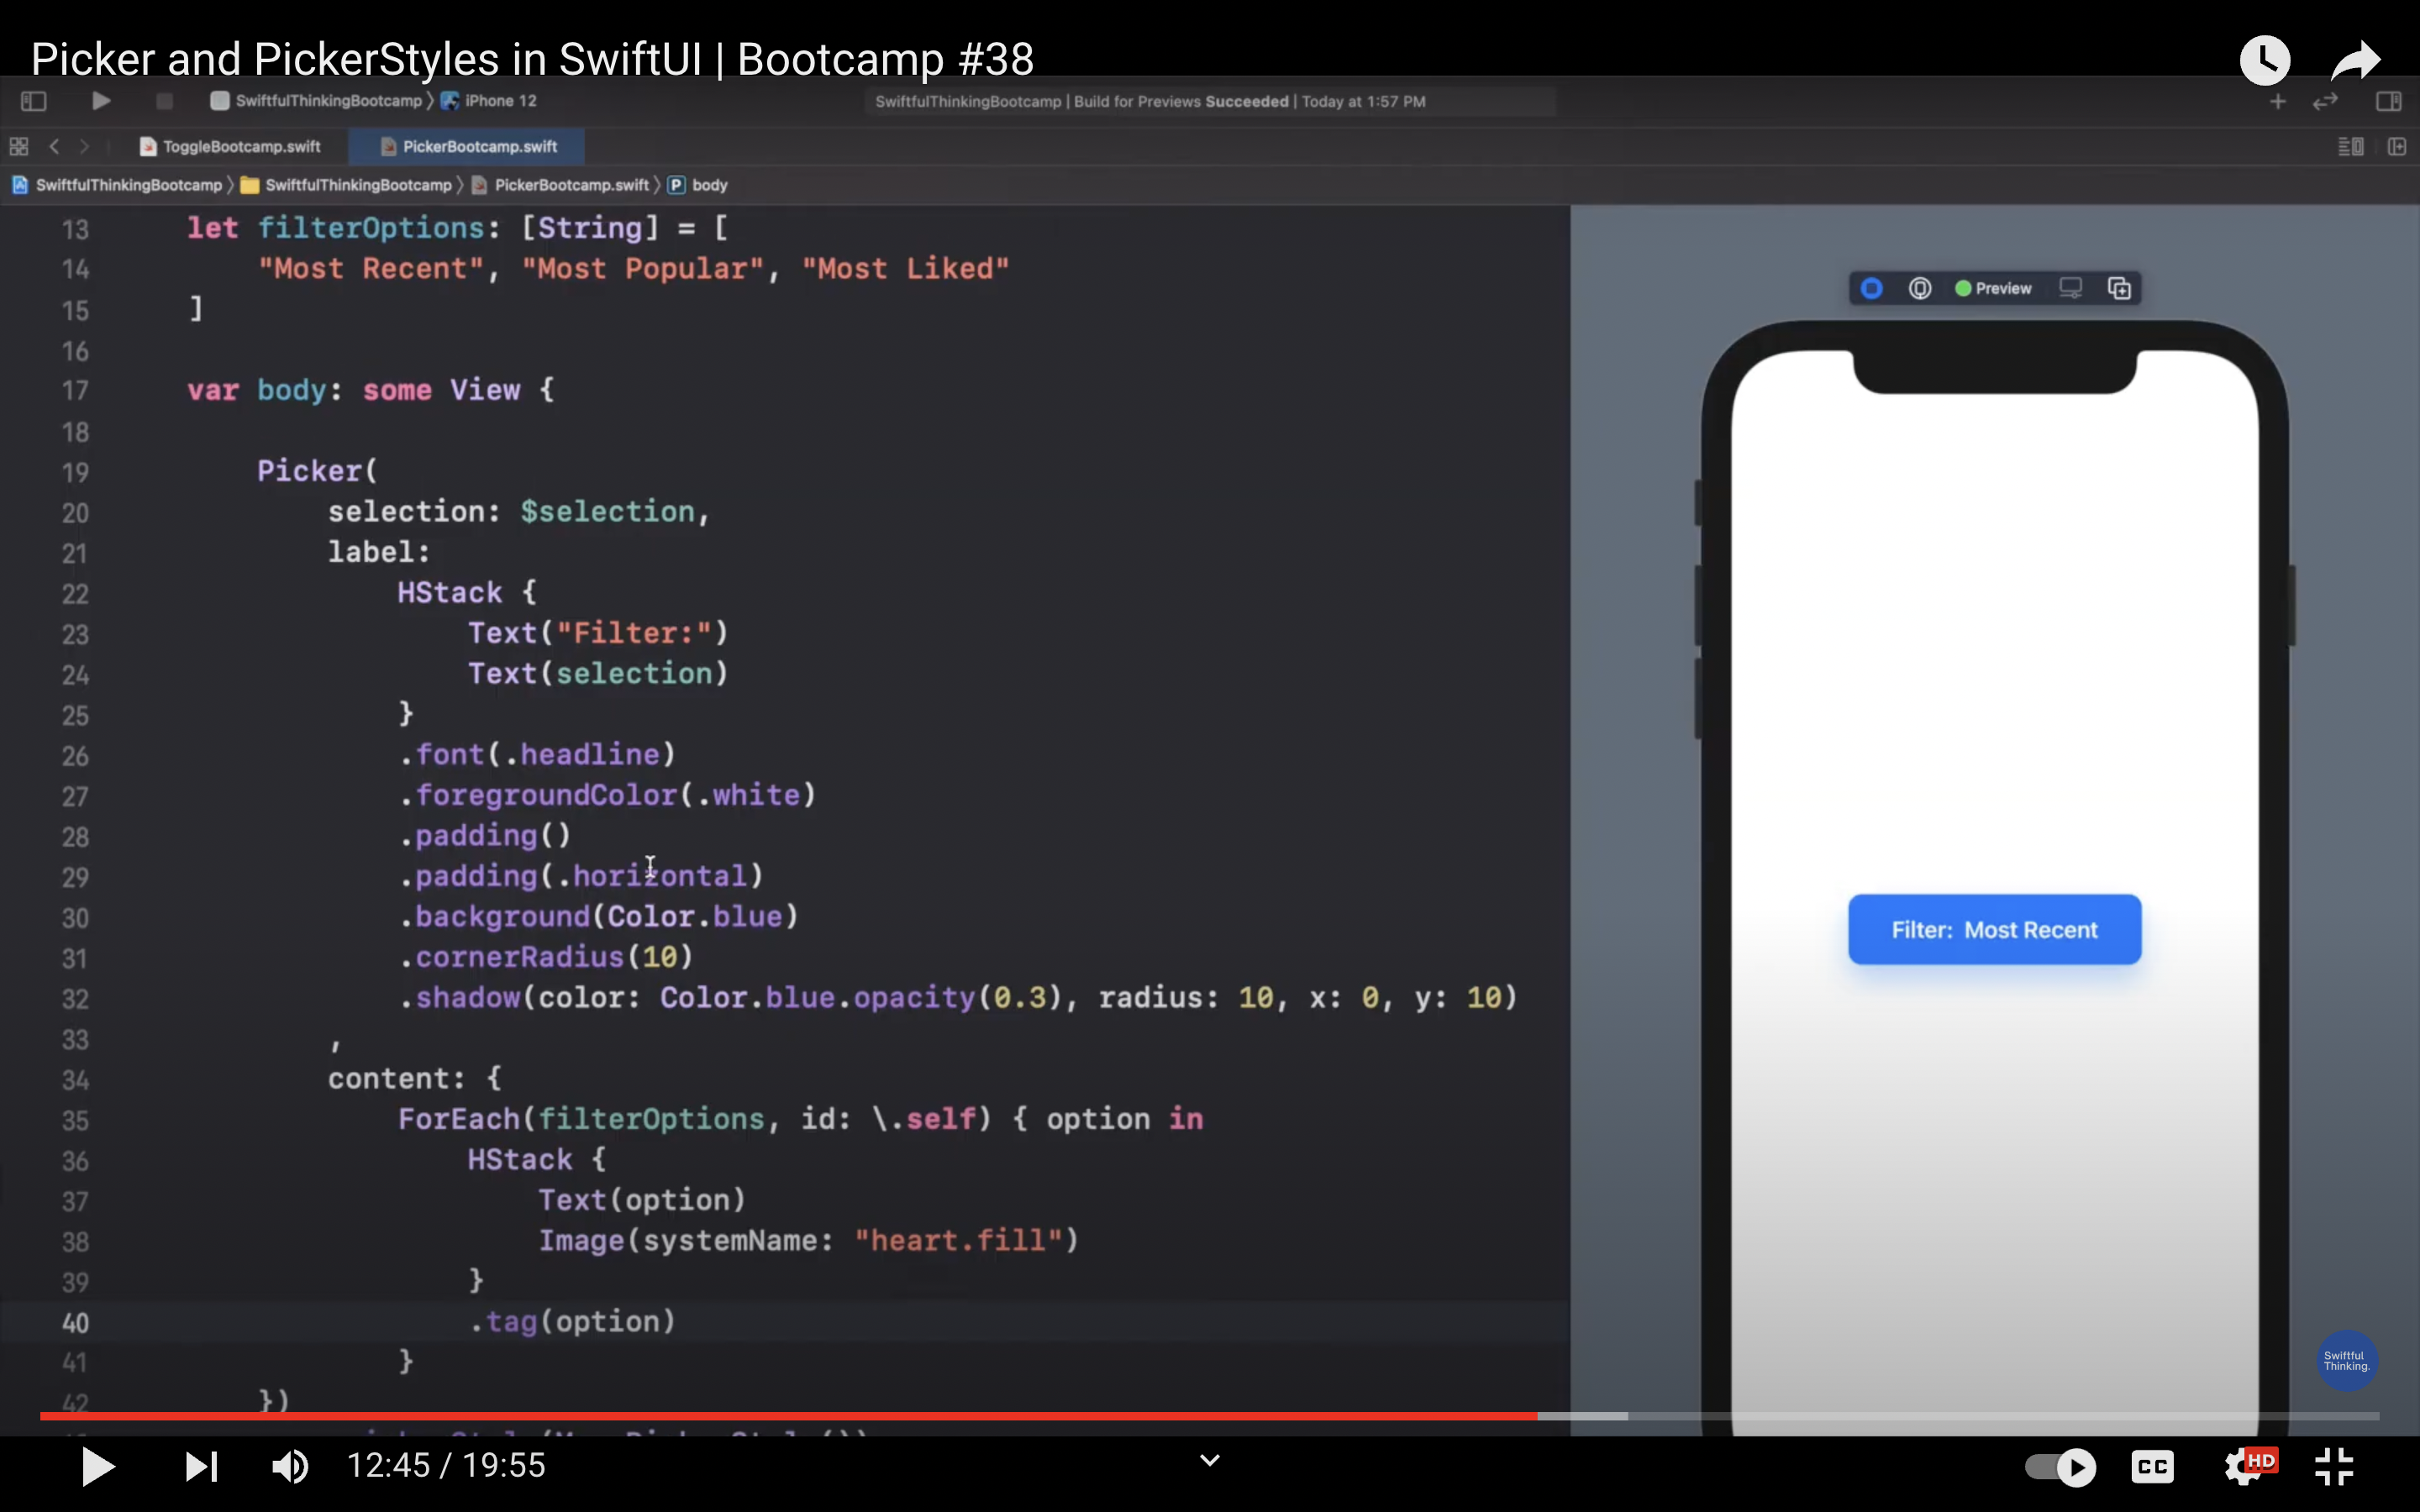 Picker and PickerStyles in SwiftUI | Bootcamp #38
SwiftfulThinkingBootcamp 〉 iPhone 12
SwiftfulThinkingBootcamp | Build for Previews Succeeded | Today at 1:57 PM
ToggleBootcamp.swift PickerBootcamp.swift
SwiftfulThinkingBootcamp 〉 SwiftfulThinkingBootcamp 〉 PickerBootcamp.swift 〉 P body
13 let filterOptions: [String] = [
14 "Most Recent", "Most Popular", "Most Liked"
15 ]
16
17 var body: some View {
18
19 Picker(
20 selection: $selection,
21 label:
22 HStack {
23 Text("Filter:")
24 Text(selection)
25 }
26 .font(.headline)
27 .foregroundColor(.white)
28 .padding()
29 .padding(.horizontal)
30 .background(Color.blue)
31 .cornerRadius(10)
32 .shadow(color: Color.blue.opacity(0.3), radius: 10, x: 0, y: 10)
33 ,
34 content: {
35 ForEach(filterOptions, id: \.self) { option in
36 HStack {
37 Text(option)
38 Image(systemName: "heart.fill")
39 }
40 .tag(option)
41 }
42 })
Preview
Filter: Most Recent
Swiftful
Thinking.
12:45 / 19:55
CC
HD